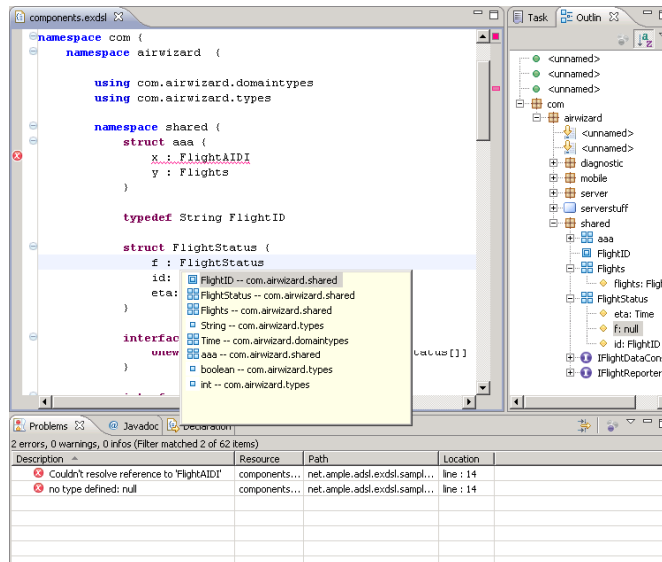 components.exdsl
Task
Outlin
namespace com {
namespace airwizard {
using com.airwizard.domaintypes
using com.airwizard.types
namespace shared {
struct aaa {
x : FlightAIDI
y : Flights
}
typedef String FlightID
struct FlightStatus {
f : FlightStatus
id:
eta:
}
interfac
}
FlightID -- com.airwizard.shared
FlightStatus -- com.airwizard.shared
Flights -- com.airwizard.shared
String -- com.airwizard.types
Time -- com.airwizard.domaintypes
aaa -- com.airwizard.shared
boolean -- com.airwizard.types
int -- com.airwizard.types
<unnamed>
<unnamed>
<unnamed>
com
airwizard
<unnamed>
<unnamed>
diagnostic
mobile
server
serverstuff
shared
aaa
FlightID
Flights
flights: Flig
FlightStatus
eta: Time
f: null
id: FlightID
IFlightDataCon
IFlightReporter
Problems
@ Javadoc
Declaration
2 errors, 0 warnings, 0 infos (Filter matched 2 of 62 items)
Description Resource Path Location
Couldn't resolve reference to 'FlightAIDI' components... net.ample.adsl.exdsl.sampl... line : 14
no type defined: null components... net.ample.adsl.exdsl.sampl... line : 14